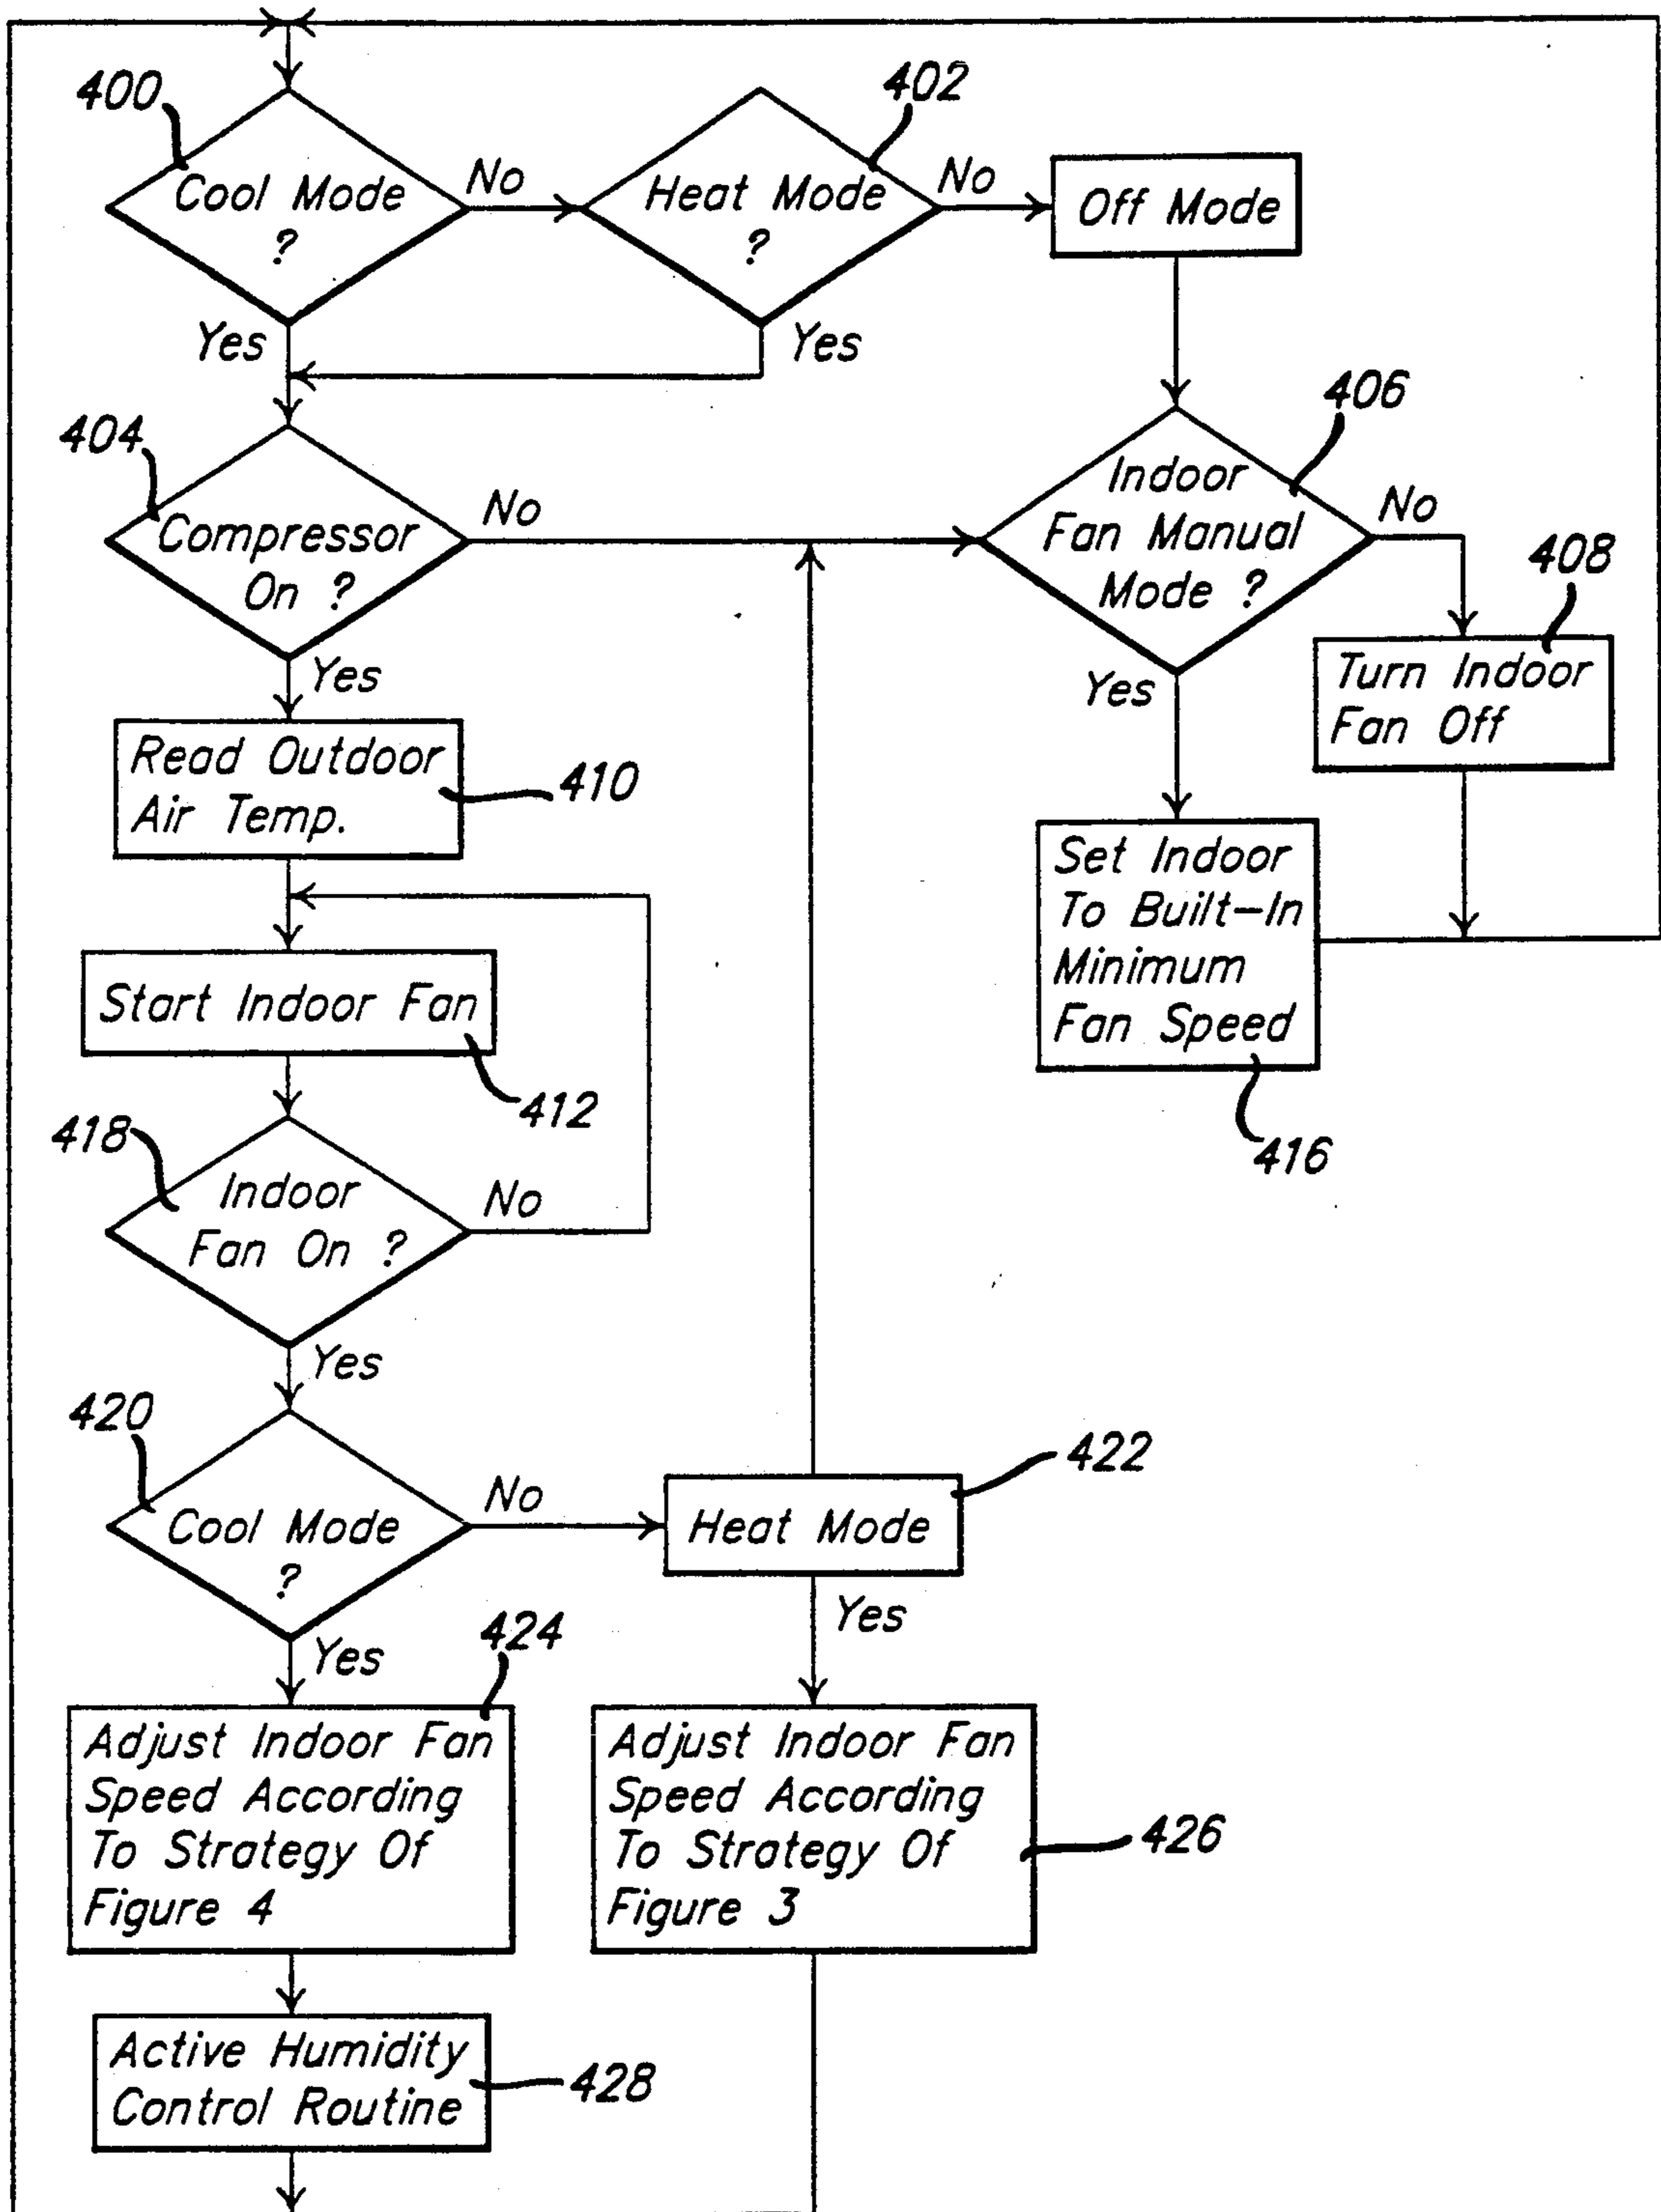 400
402
Cool Mode
?
No
Heat Mode
?
No
Off Mode
Yes
Yes
404
406
Compressor
On ?
No
Indoor
Fan Manual
Mode ?
No
408
Yes
Yes
Turn Indoor
Fan Off
Read Outdoor
Air Temp.
410
Set Indoor
To Built-In
Minimum
Fan Speed
416
Start Indoor Fan
412
418
Indoor
Fan On ?
No
Yes
420
Cool Mode
?
No
Heat Mode
422
Yes
Yes
424
Adjust Indoor Fan
Speed According
To Strategy Of
Figure 4
Adjust Indoor Fan
Speed According
To Strategy Of
Figure 3
426
Active Humidity
Control Routine
428